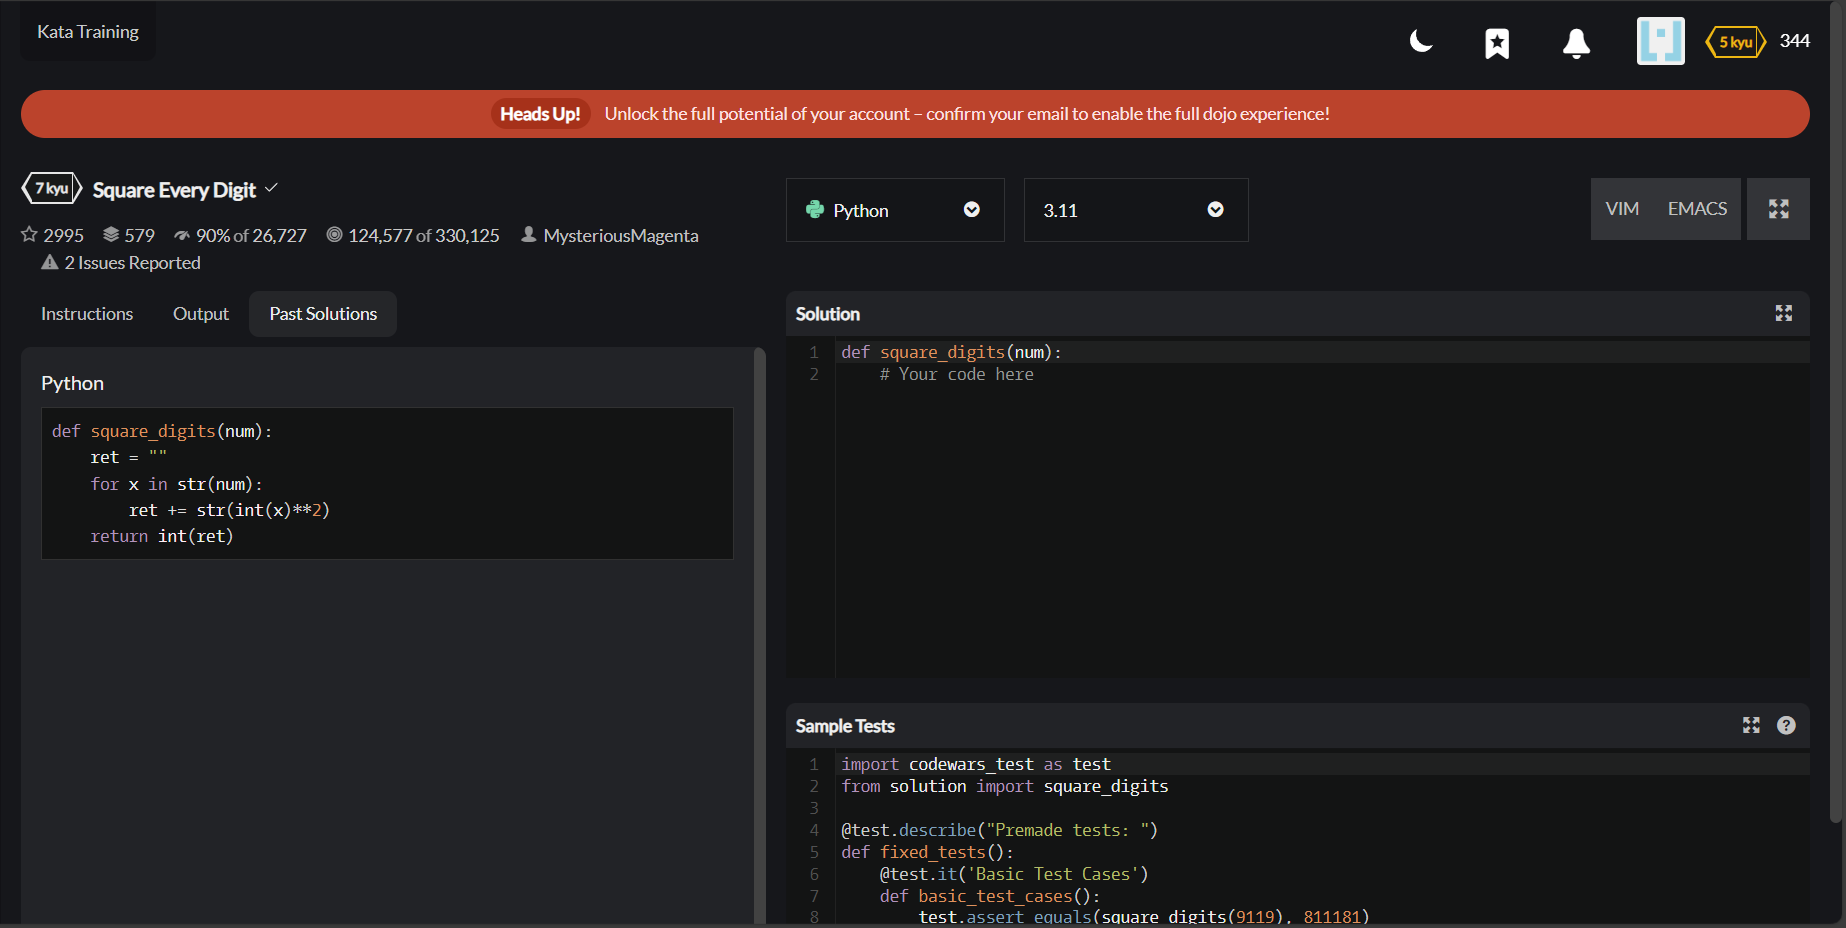 Kata Training
5 kyu 344
Heads Up! Unlock the full potential of your account – confirm your email to enable the full dojo experience!
7 kyu Square Every Digit
2995 579 90% of 26,727 124,577 of 330,125 MysteriousMagenta
2 Issues Reported
Python 3.11 VIM EMACS
Instructions Output Past Solutions
Python
def square_digits(num):
    ret = ""
    for x in str(num):
        ret += str(int(x)**2)
    return int(ret)
Solution
1 def square_digits(num):
2     # Your code here
Sample Tests
1 import codewars_test as test
2 from solution import square_digits
3
4 @test.describe("Premade tests: ")
5 def fixed_tests():
6     @test.it('Basic Test Cases')
7     def basic_test_cases():
8         test.assert_equals(square_digits(9119), 811181)